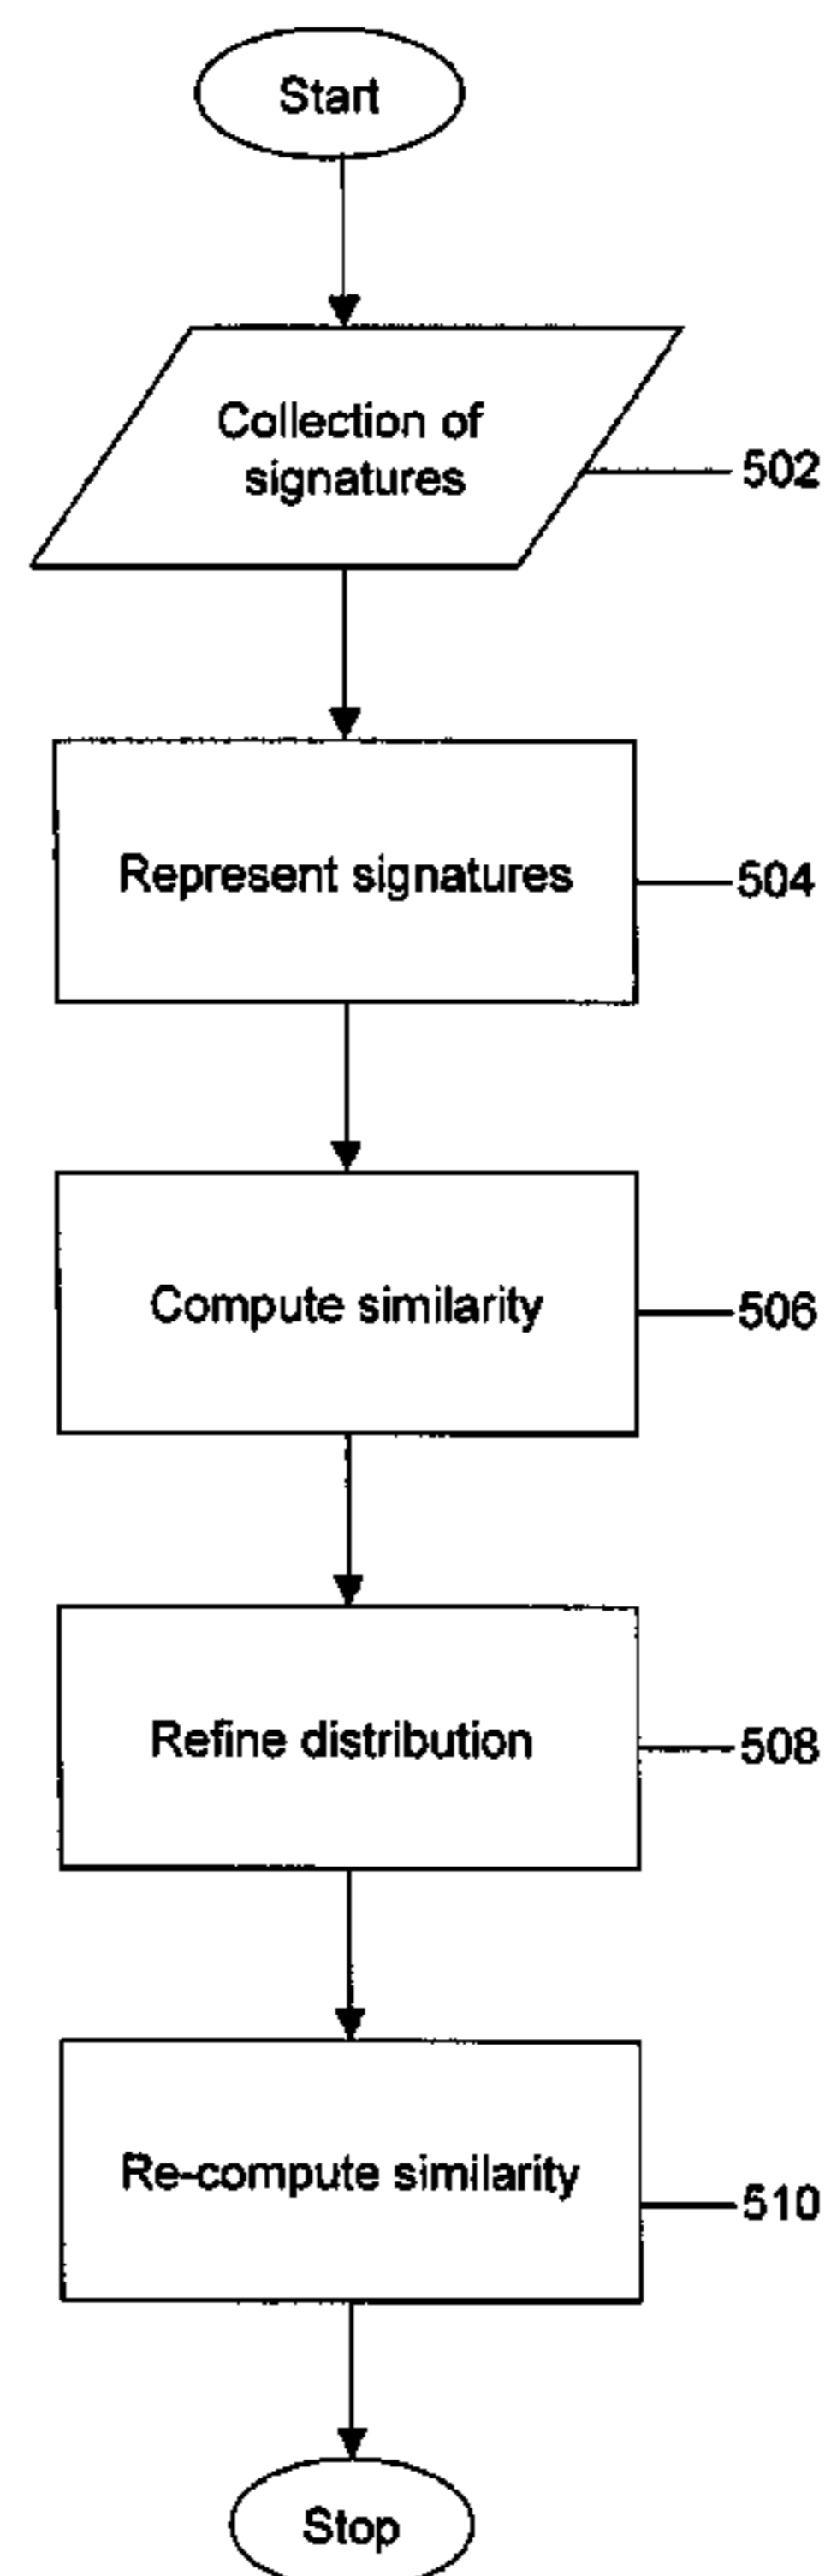 Start
Collection of
signatures
502
Represent signatures
504
Compute similarity
506
Refine distribution
508
Re-compute similarity
510
Stop